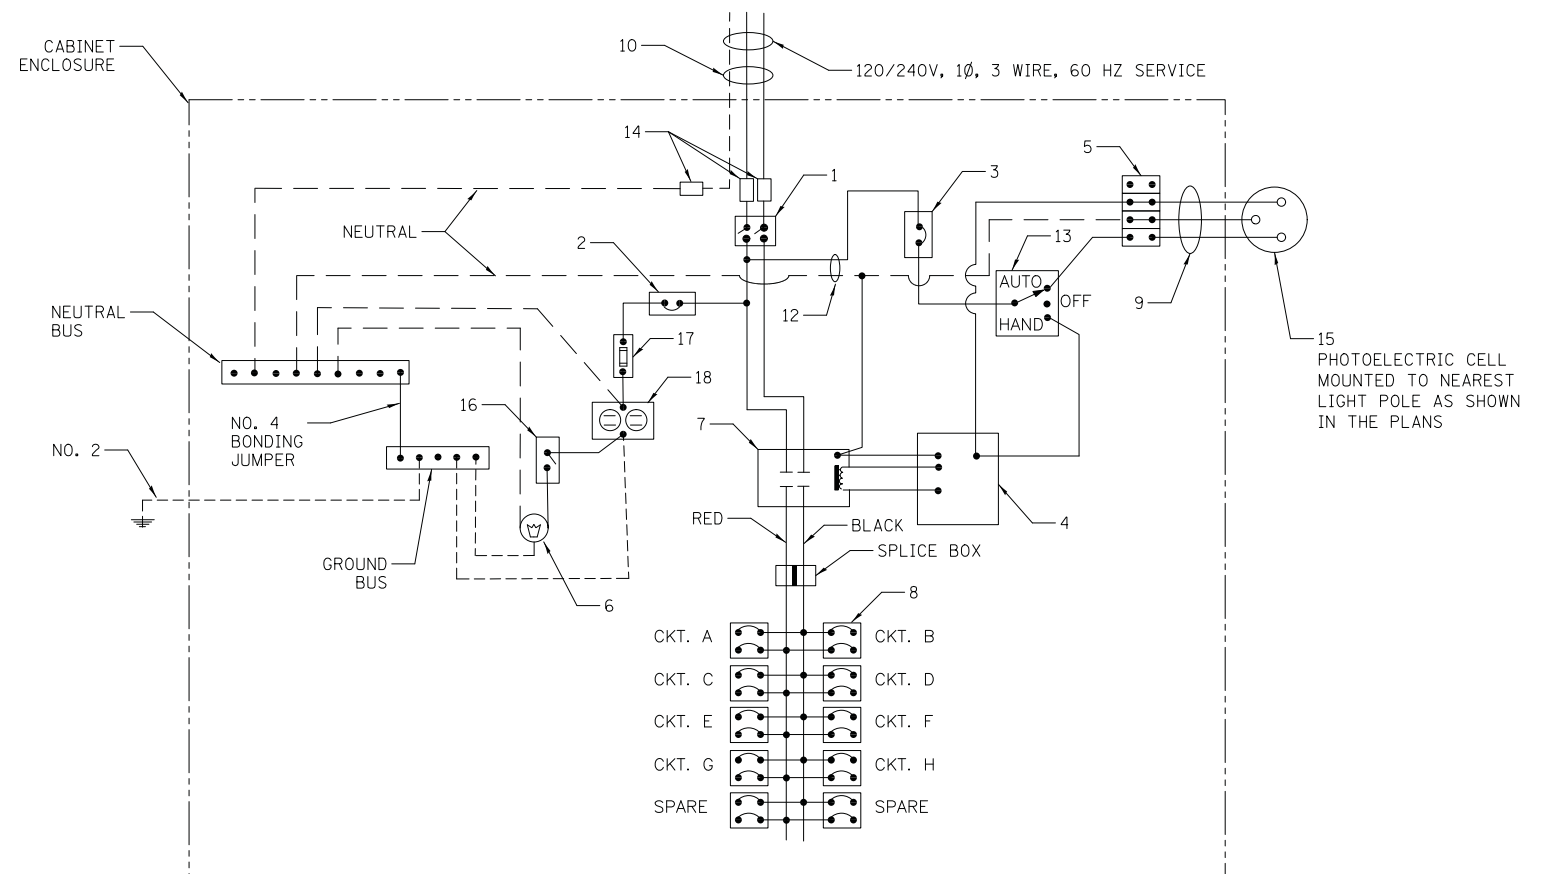 CABINET
ENCLOSURE
10
120/240V, 1Ø, 3 WIRE, 60 HZ SERVICE
14
5
1
3
NEUTRAL
2
13
AUTO
OFF
HAND
9
12
NEUTRAL
BUS
17
15
PHOTOELECTRIC CELL
MOUNTED TO NEAREST
LIGHT POLE AS SHOWN
IN THE PLANS
18
16
7
NO. 4
BONDING
JUMPER
NO. 2
RED
BLACK
4
SPLICE BOX
GROUND
BUS
6
8
CKT. A
CKT. B
CKT. C
CKT. D
CKT. E
CKT. F
CKT. G
CKT. H
SPARE
SPARE